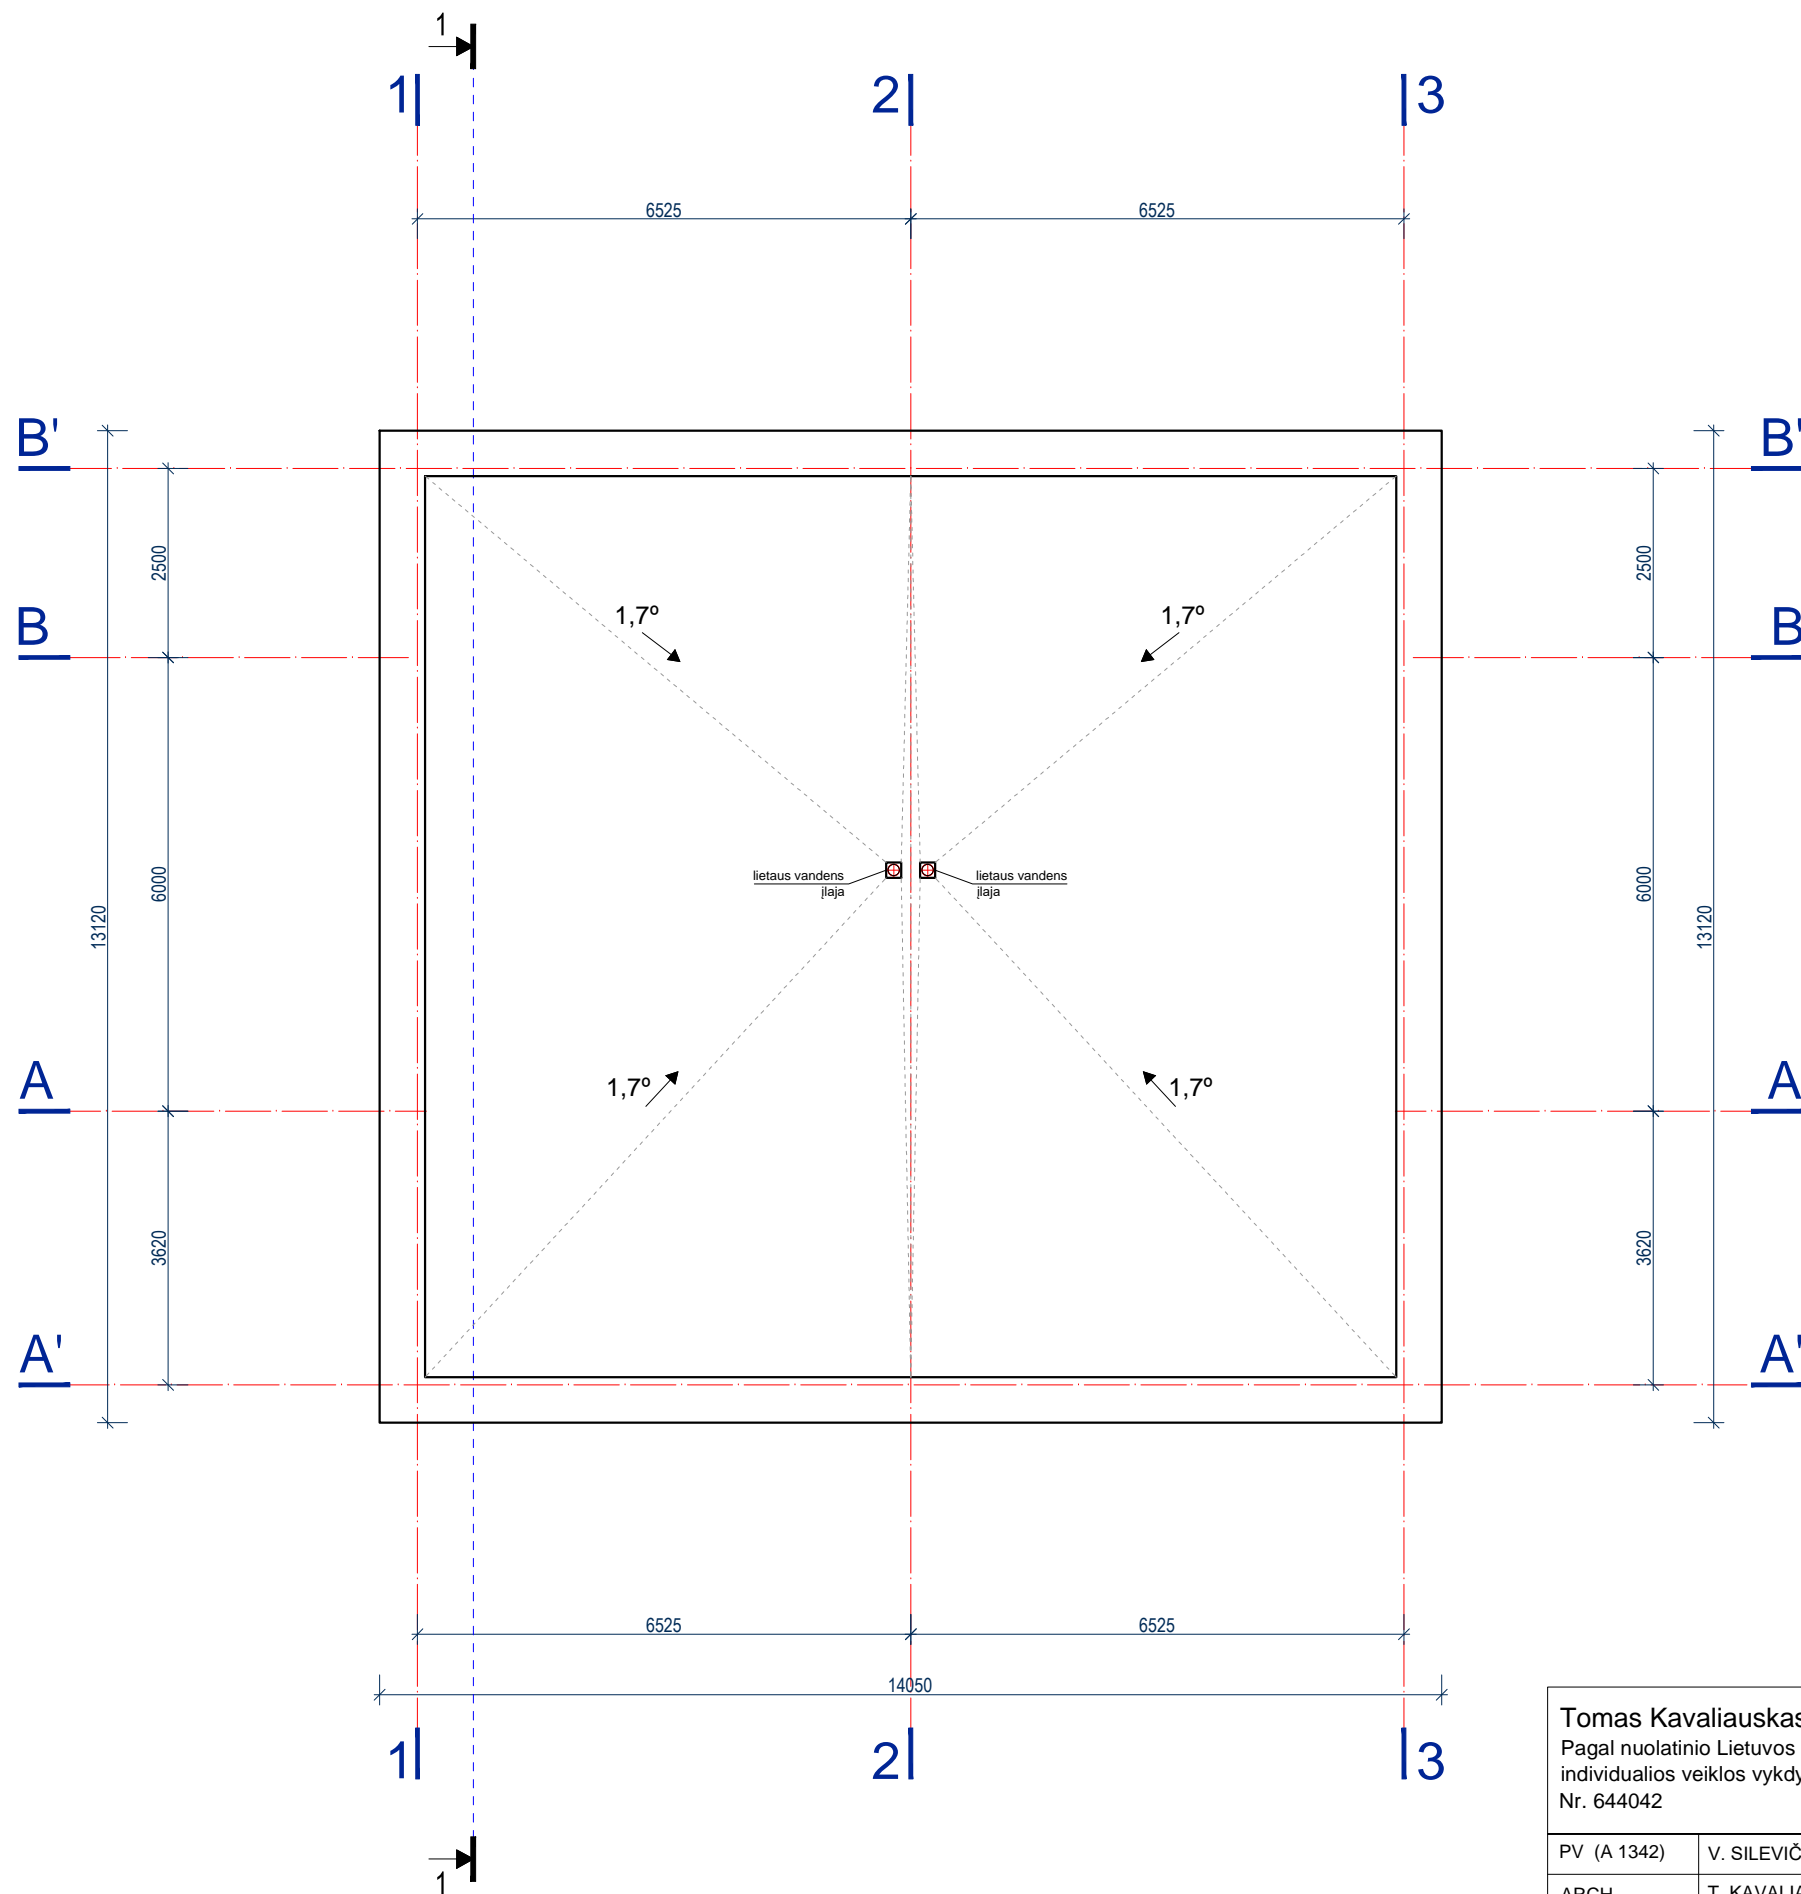 1
1 2 3
6525 6525
B' B'
2500 2500
B B
1,7º 1,7º
lietaus vandens lietaus vandens
įlaja įlaja
6000 6000
13120 13120
A A
1,7º 1,7º
3620 3620
A' A'
6525 6525
14050
1 2 3
1
Tomas Kavaliauskas
Pagal nuolatinio Lietuvos
individualios veiklos
Nr. 644042
PV (A 1342) V.
T.